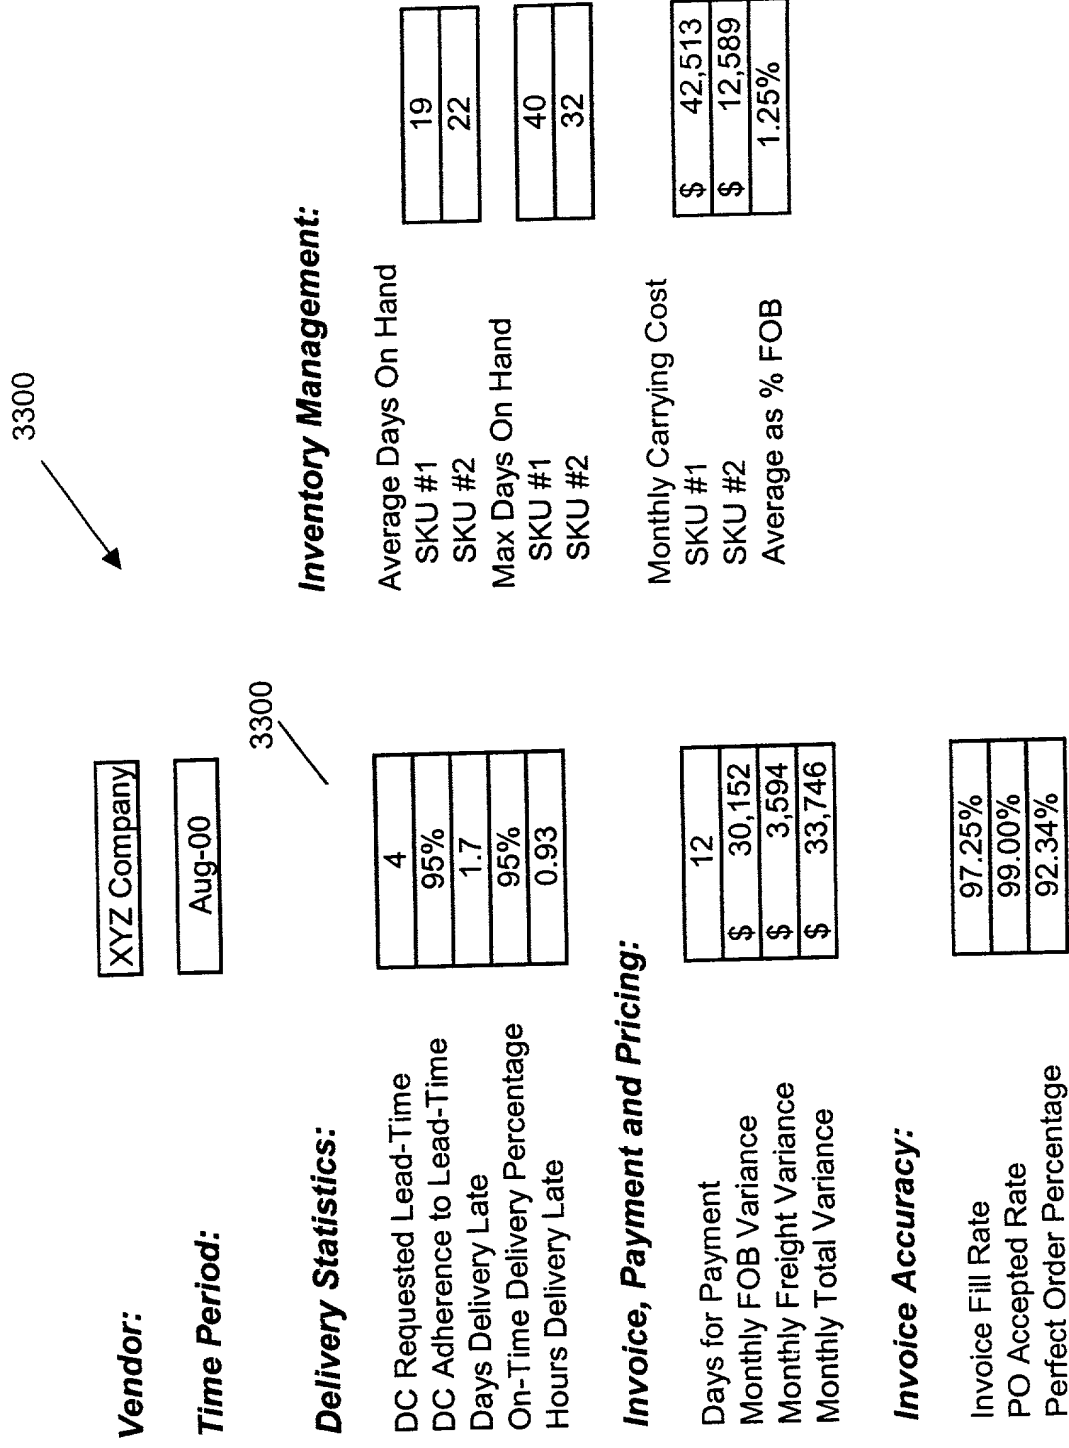 3300
Vendor: XYZ Company
Time Period: Aug-00
3300
Delivery Statistics:
DC Requested Lead-Time 4
DC Adherence to Lead-Time 95%
Days Delivery Late 1.7
On-Time Delivery Percentage 95%
Hours Delivery Late 0.93
Invoice, Payment and Pricing:
Days for Payment 12
Monthly FOB Variance $ 30,152
Monthly Freight Variance $ 3,594
Monthly Total Variance $ 33,746
Invoice Accuracy:
Invoice Fill Rate 97.25%
PO Accepted Rate 99.00%
Perfect Order Percentage 92.34%
Inventory Management:
Average Days On Hand
SKU #1 19
SKU #2 22
Max Days On Hand
SKU #1 40
SKU #2 32
Monthly Carrying Cost
SKU #1 $ 42,513
SKU #2 $ 12,589
Average as % FOB 1.25%